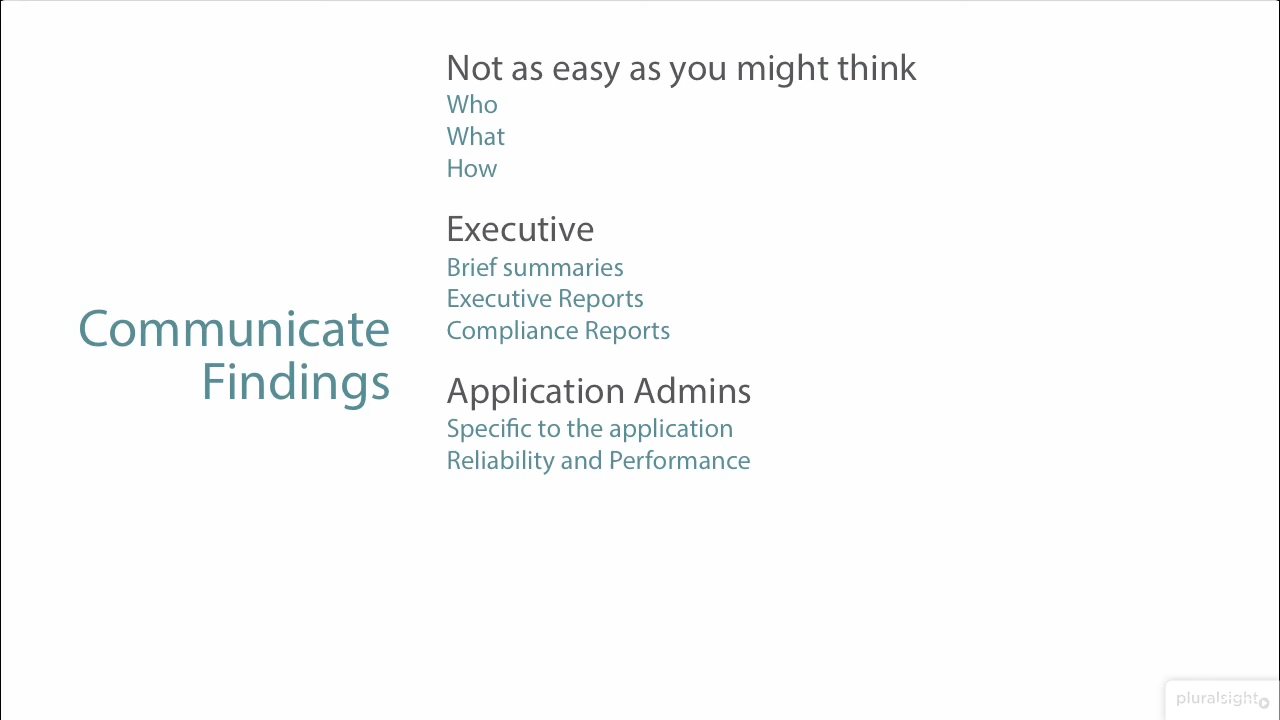 Communicate
Findings
Not as easy as you might think
Who
What
How
Executive
Brief summaries
Executive Reports
Compliance Reports
Application Admins
Specific to the application
Reliability and Performance
pluralsight